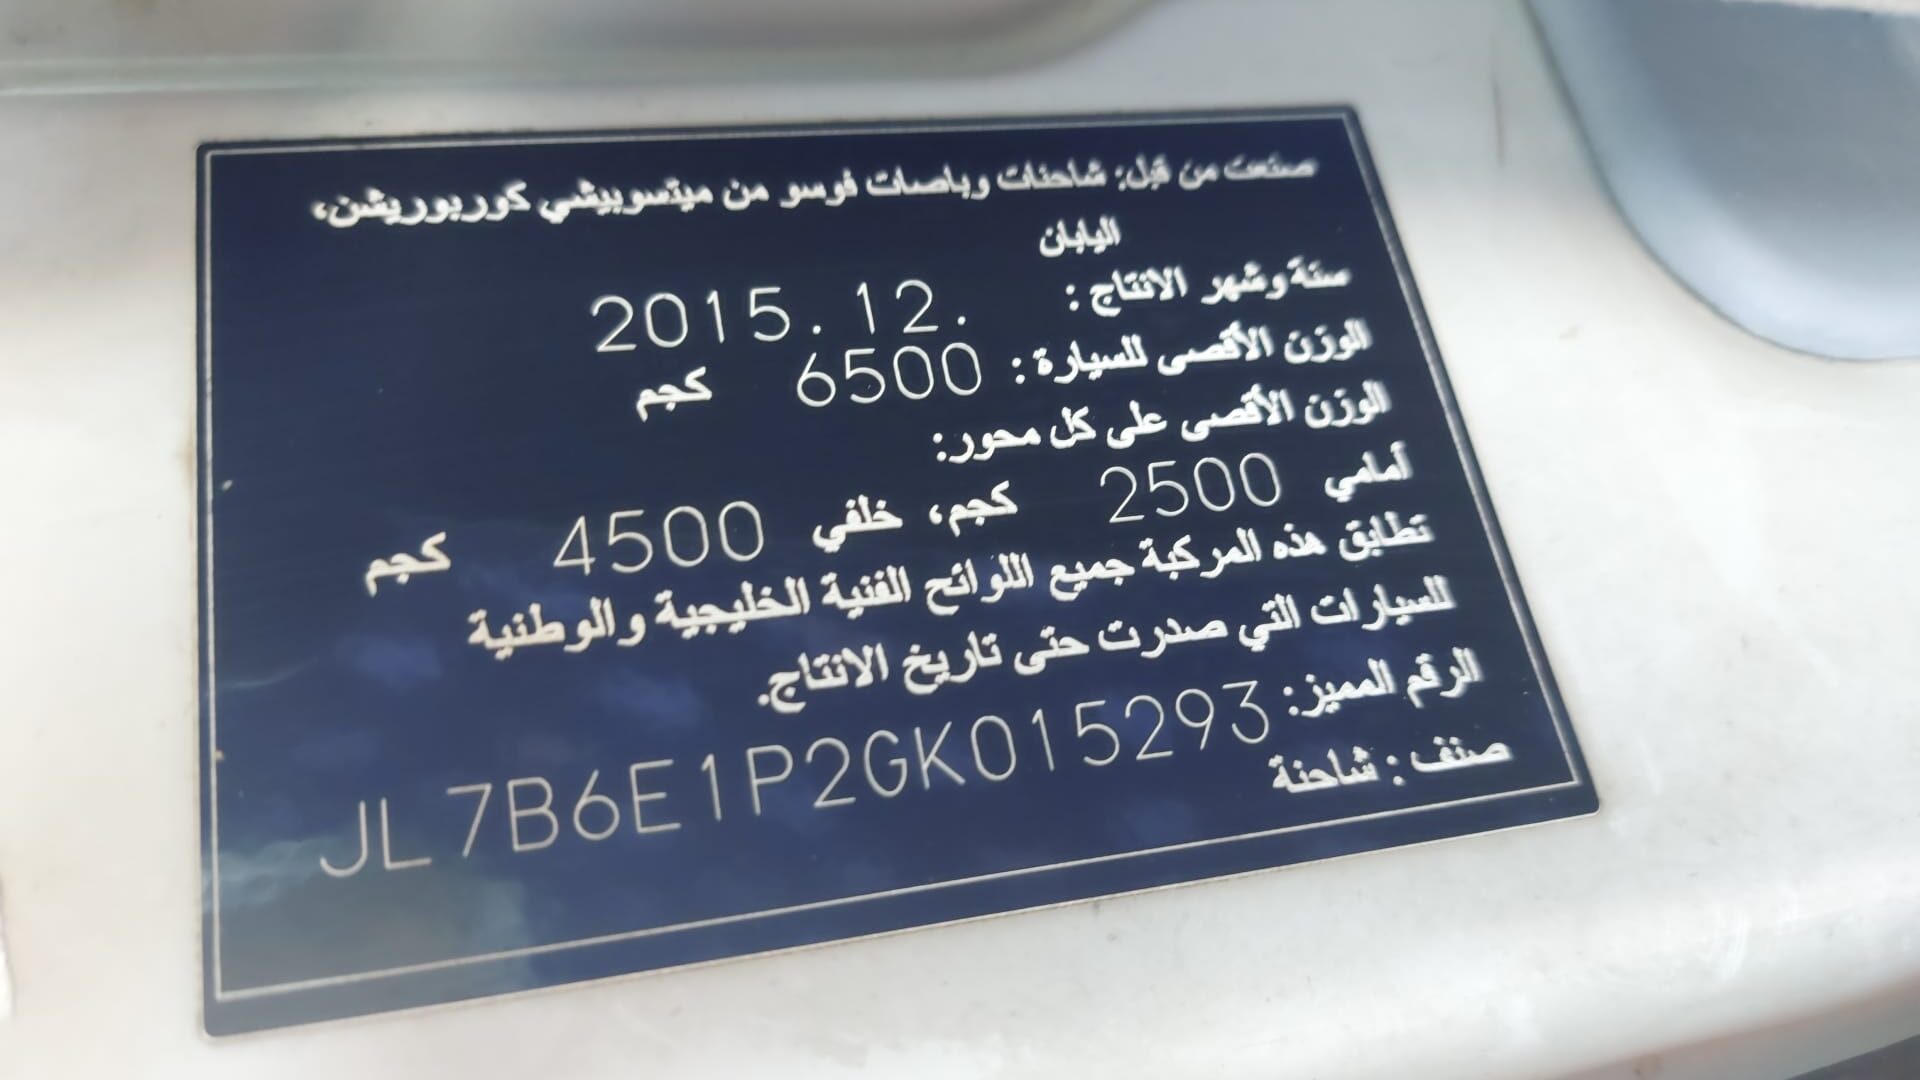 صنعت من قبل: شاحنات وباصات فوسو من ميتسوبيشي كوربوريشن،
اليابان
سنة وشهر الانتاج : 2015.12.
الوزن الأقصى للسيارة : 6500 كجم
الوزن الأقصى على كل محور:
أمامي 2500 كجم، خلفي 4500 كجم
تطابق هذه المركبة جميع اللوائح الفنية الخليجية والوطنية
للسيارات التي صدرت حتى تاريخ الانتاج.
الرقم المميز: JL7B6E1P2GK015293
صنف : شاحنة